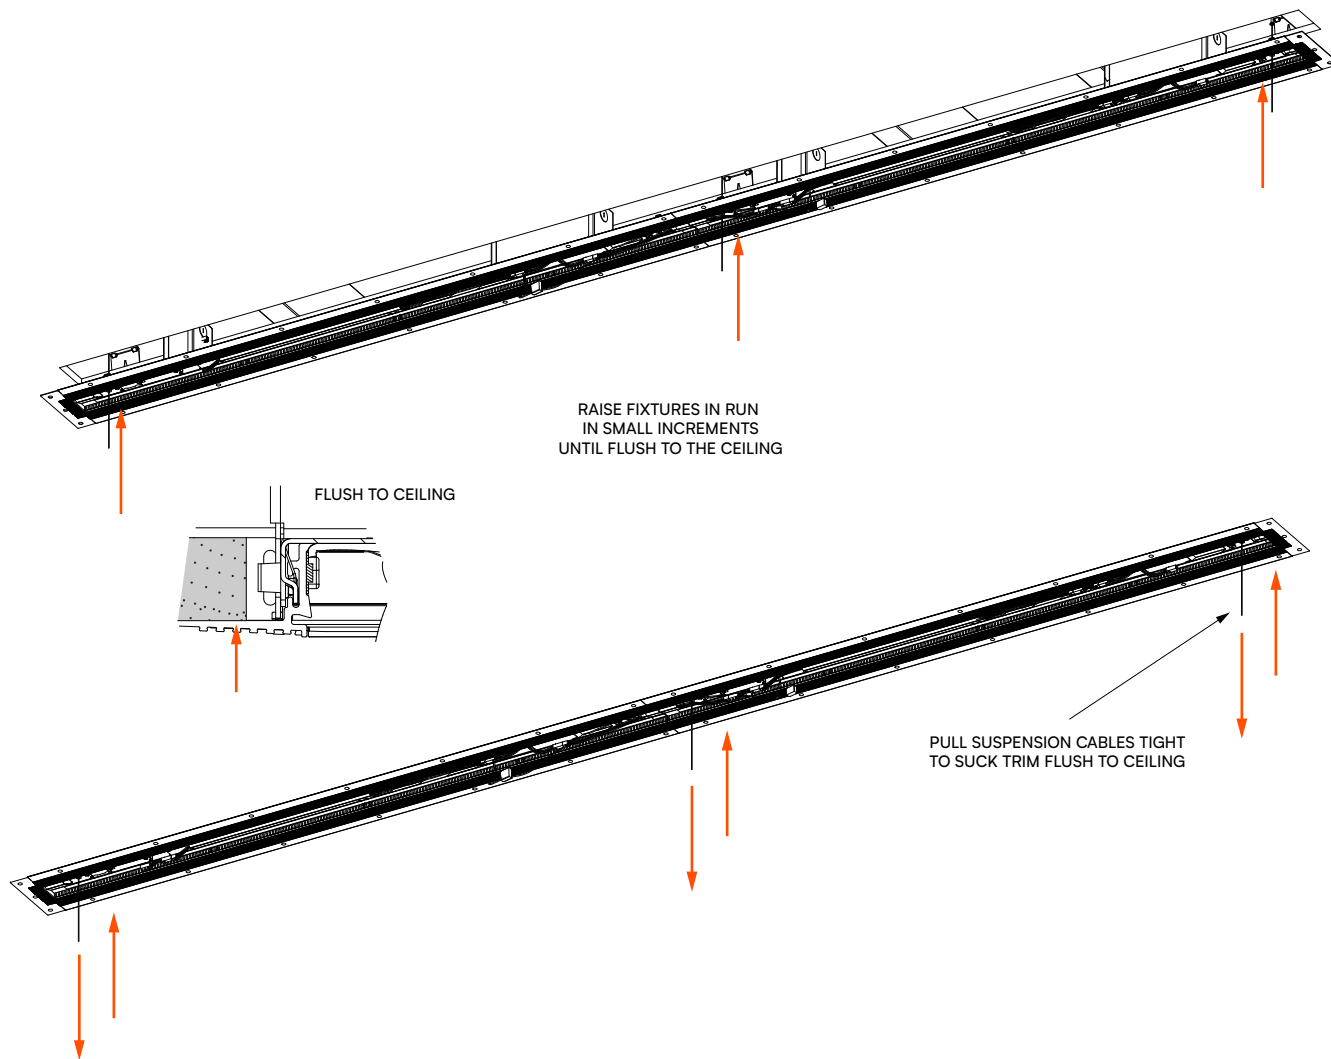 RAISE FIXTURES IN RUN
IN SMALL INCREMENTS
UNTIL FLUSH TO THE CEILING
FLUSH TO CEILING
PULL SUSPENSION CABLES TIGHT
TO SUCK TRIM FLUSH TO CEILING